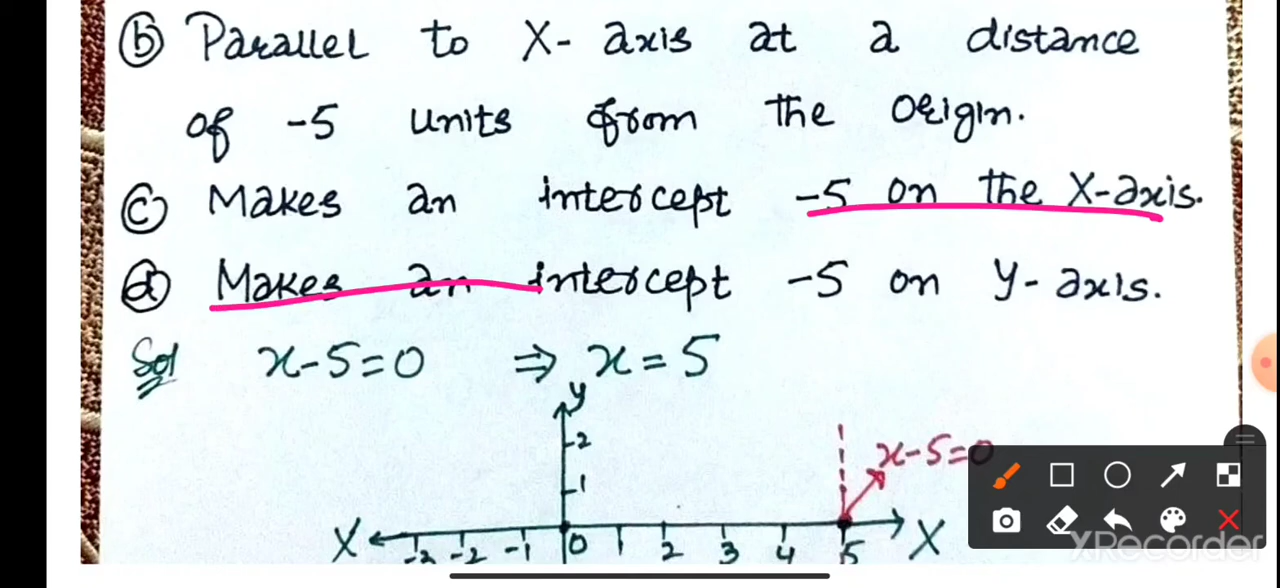 ⓑ Parallel to X- axis at a distance
of -5 units from the origin.
ⓒ Makes an intercept -5 on the X-axis.
ⓓ Makes an intercept -5 on Y-axis.
Sol x-5=0 ⇒ x = 5
y
2
x-5=0
1
X -3 -2 -1 0 1 2 3 4 5 X
XRecorder